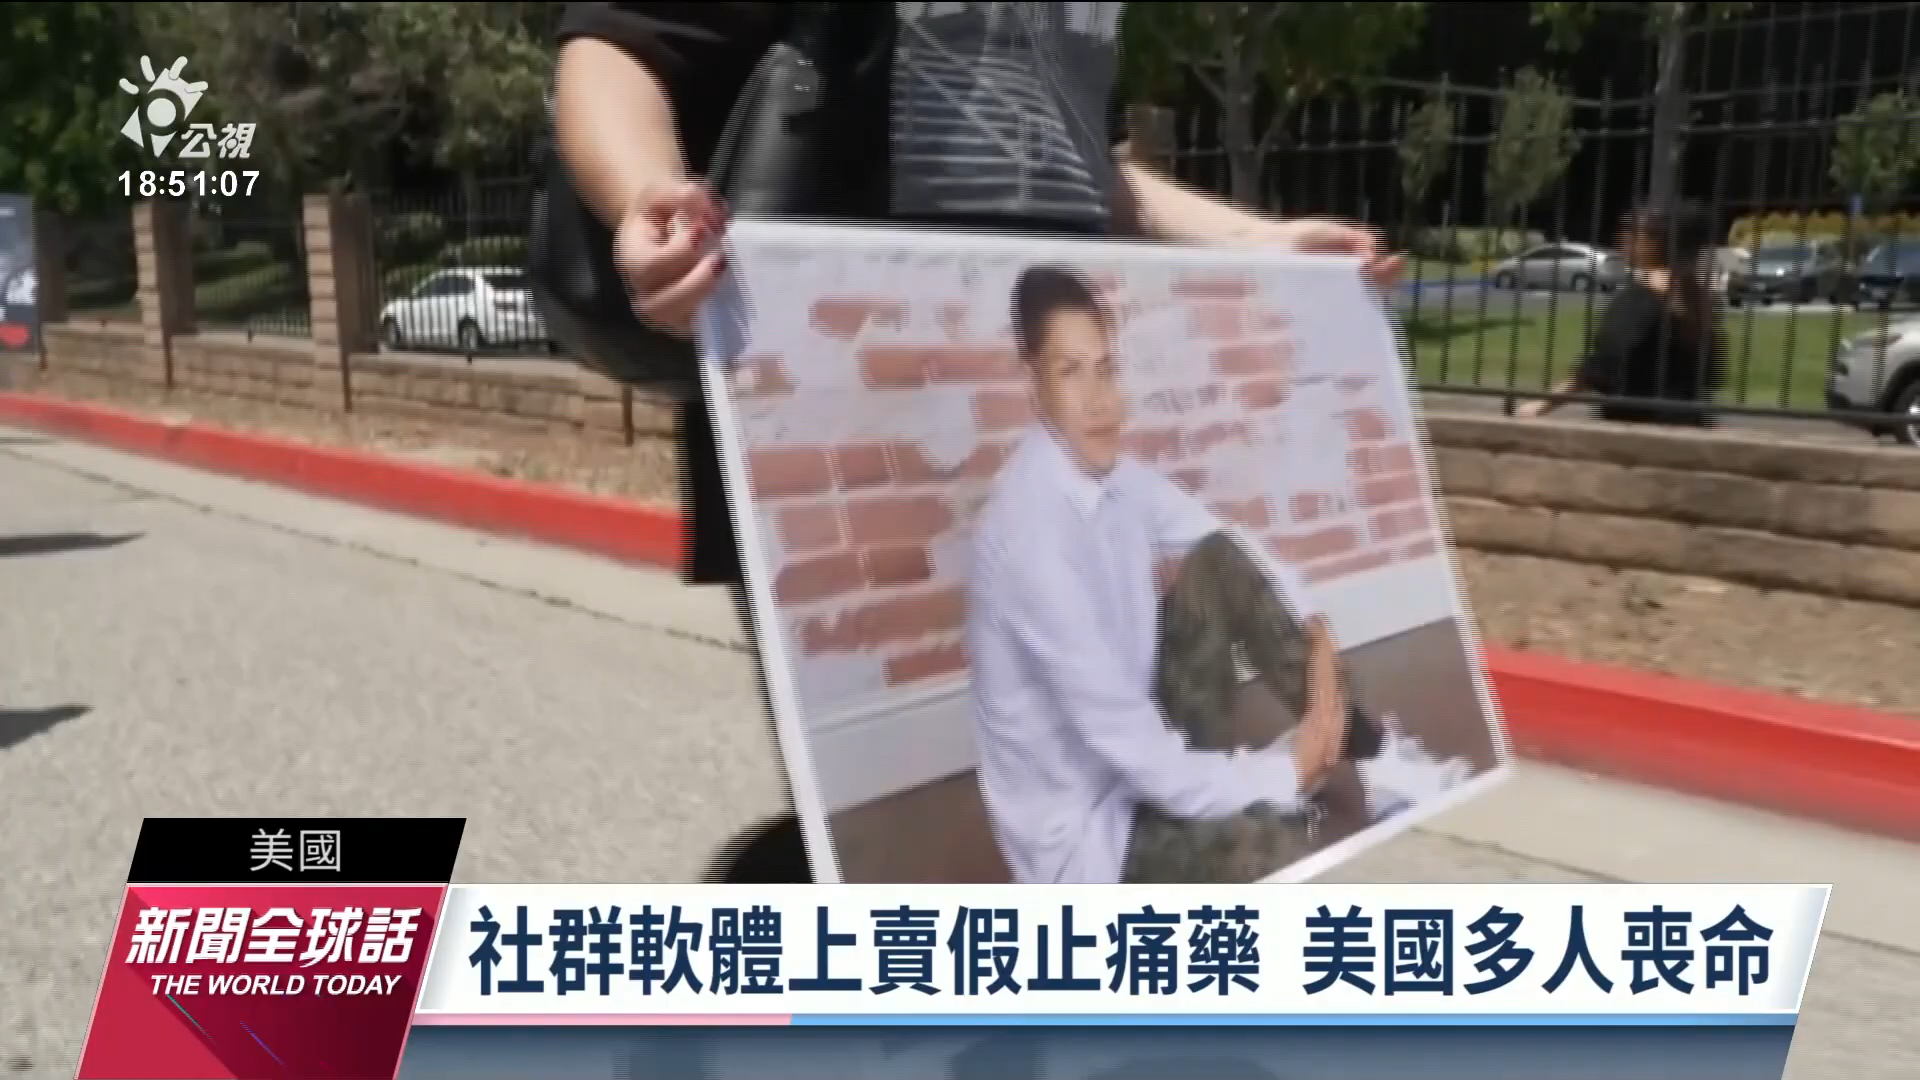 公視
18:51:07
美國
新聞全球話
THE WORLD TODAY
社群軟體上賣假止痛藥 美國多人喪命